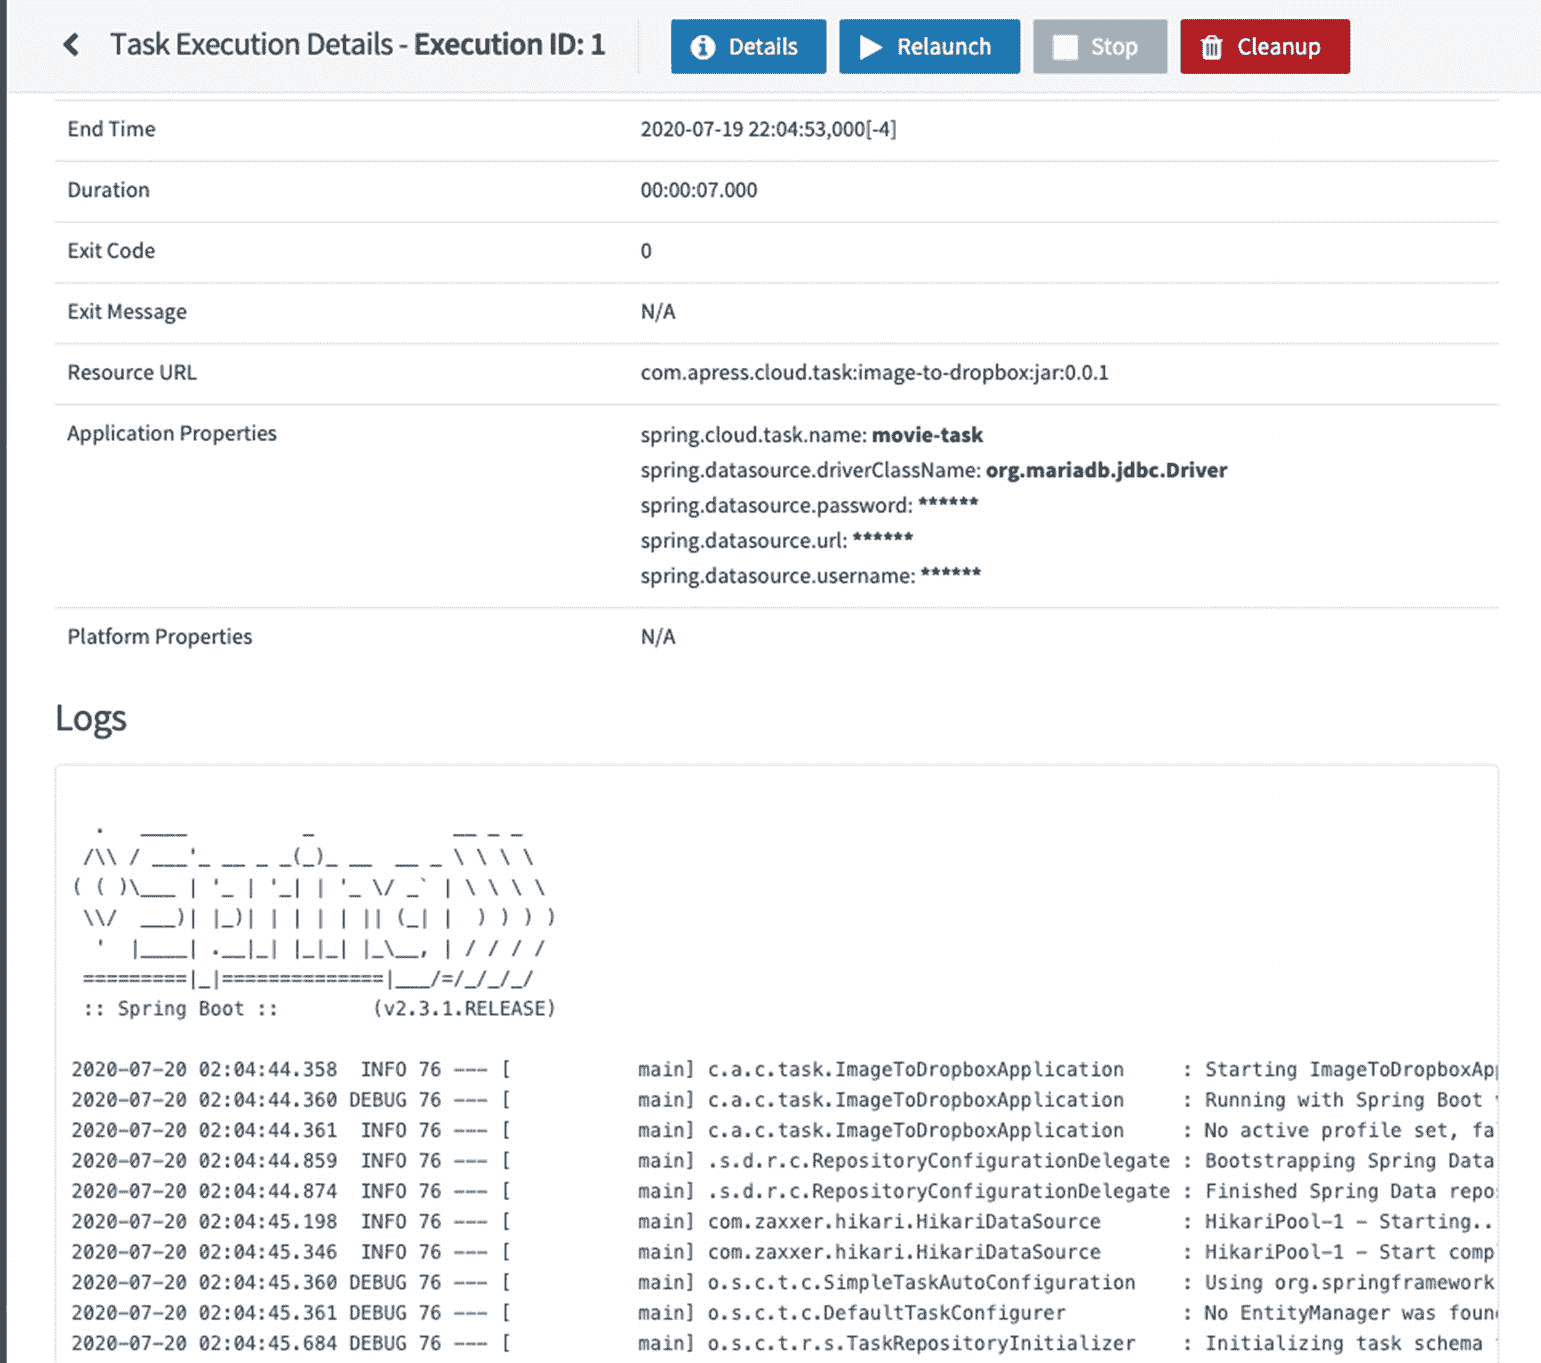 Task Execution Details - Execution ID: 1 Details Relaunch Stop Cleanup
End Time 2020-07-19 22:04:53,000[-4]
Duration 00:00:07.000
Exit Code 0
Exit Message N/A
Resource URL com.apress.cloud.task:image-to-dropbox:jar:0.0.1
Application Properties spring.cloud.task.name: movie-task
spring.datasource.driverClassName: org.mariadb.jdbc.Driver
spring.datasource.password: ******
spring.datasource.url: ******
spring.datasource.username: ******
Platform Properties N/A
Logs
  .   ____          _            __ _ _
 /\\ / ___'_ __ _ _(_)_ __  __ _ \ \ \ \
( ( )\___ | '_ | '_| | '_ \/ _` | \ \ \ \
 \\/  ___)| |_)| | | | | || (_| |  ) ) ) )
  '  |____| .__|_| |_|_| |_\__, | / / / /
 =========|_|==============|___/=/_/_/_/
 :: Spring Boot ::        (v2.3.1.RELEASE)
2020-07-20 02:04:44.358  INFO 76 --- [           main] c.a.c.task.ImageToDropboxApplication     : Starting ImageToDropboxAp
2020-07-20 02:04:44.360 DEBUG 76 --- [           main] c.a.c.task.ImageToDropboxApplication     : Running with Spring Boot
2020-07-20 02:04:44.361  INFO 76 --- [           main] c.a.c.task.ImageToDropboxApplication     : No active profile set, fa
2020-07-20 02:04:44.859  INFO 76 --- [           main] .s.d.r.c.RepositoryConfigurationDelegate : Bootstrapping Spring Data
2020-07-20 02:04:44.874  INFO 76 --- [           main] .s.d.r.c.RepositoryConfigurationDelegate : Finished Spring Data repo
2020-07-20 02:04:45.198  INFO 76 --- [           main] com.zaxxer.hikari.HikariDataSource       : HikariPool-1 - Starting..
2020-07-20 02:04:45.346  INFO 76 --- [           main] com.zaxxer.hikari.HikariDataSource       : HikariPool-1 - Start comp
2020-07-20 02:04:45.360 DEBUG 76 --- [           main] o.s.c.t.c.SimpleTaskAutoConfiguration    : Using org.springframework
2020-07-20 02:04:45.361 DEBUG 76 --- [           main] o.s.c.t.c.DefaultTaskConfigurer          : No EntityManager was foun
2020-07-20 02:04:45.684 DEBUG 76 --- [           main] o.s.c.t.r.s.TaskRepositoryInitializer    : Initializing task schema